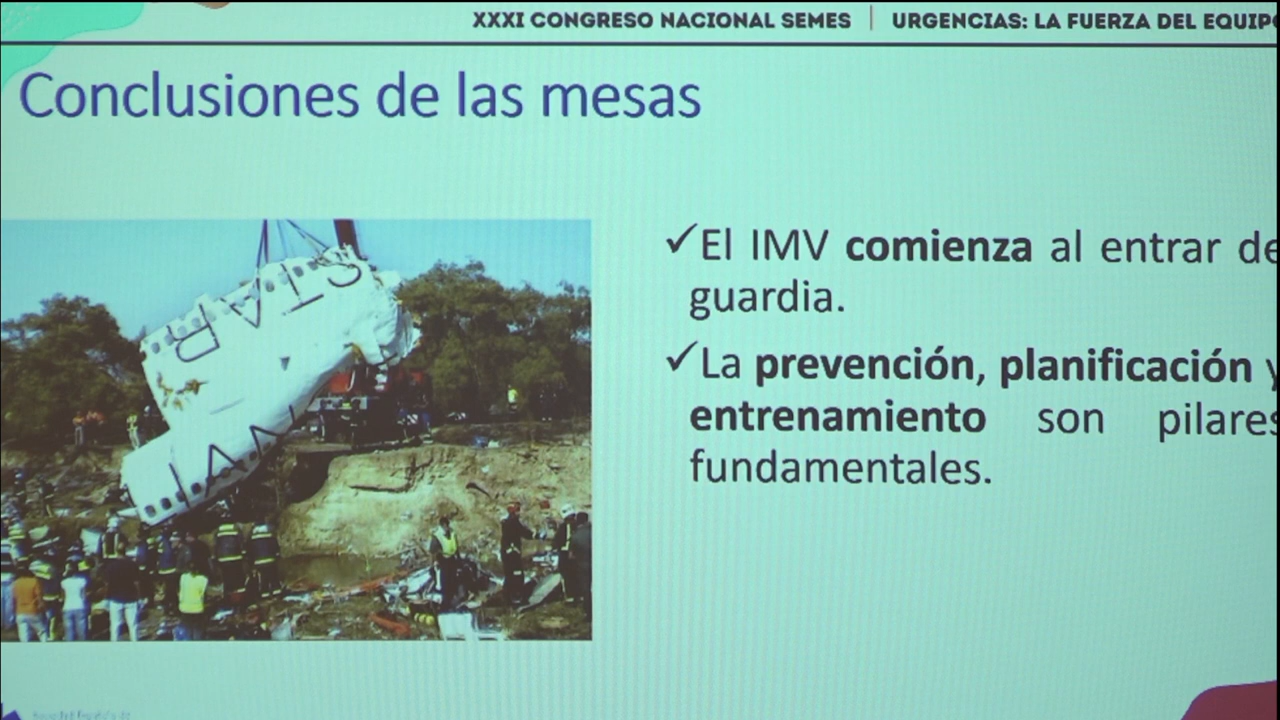 XXXI CONGRESO NACIONAL SEMES | URGENCIAS: LA FUERZA DEL EQUIPO
Conclusiones de las mesas
✓El IMV comienza al entrar de
guardia.
✓La prevención, planificación y
entrenamiento son pilares
fundamentales.
STAR